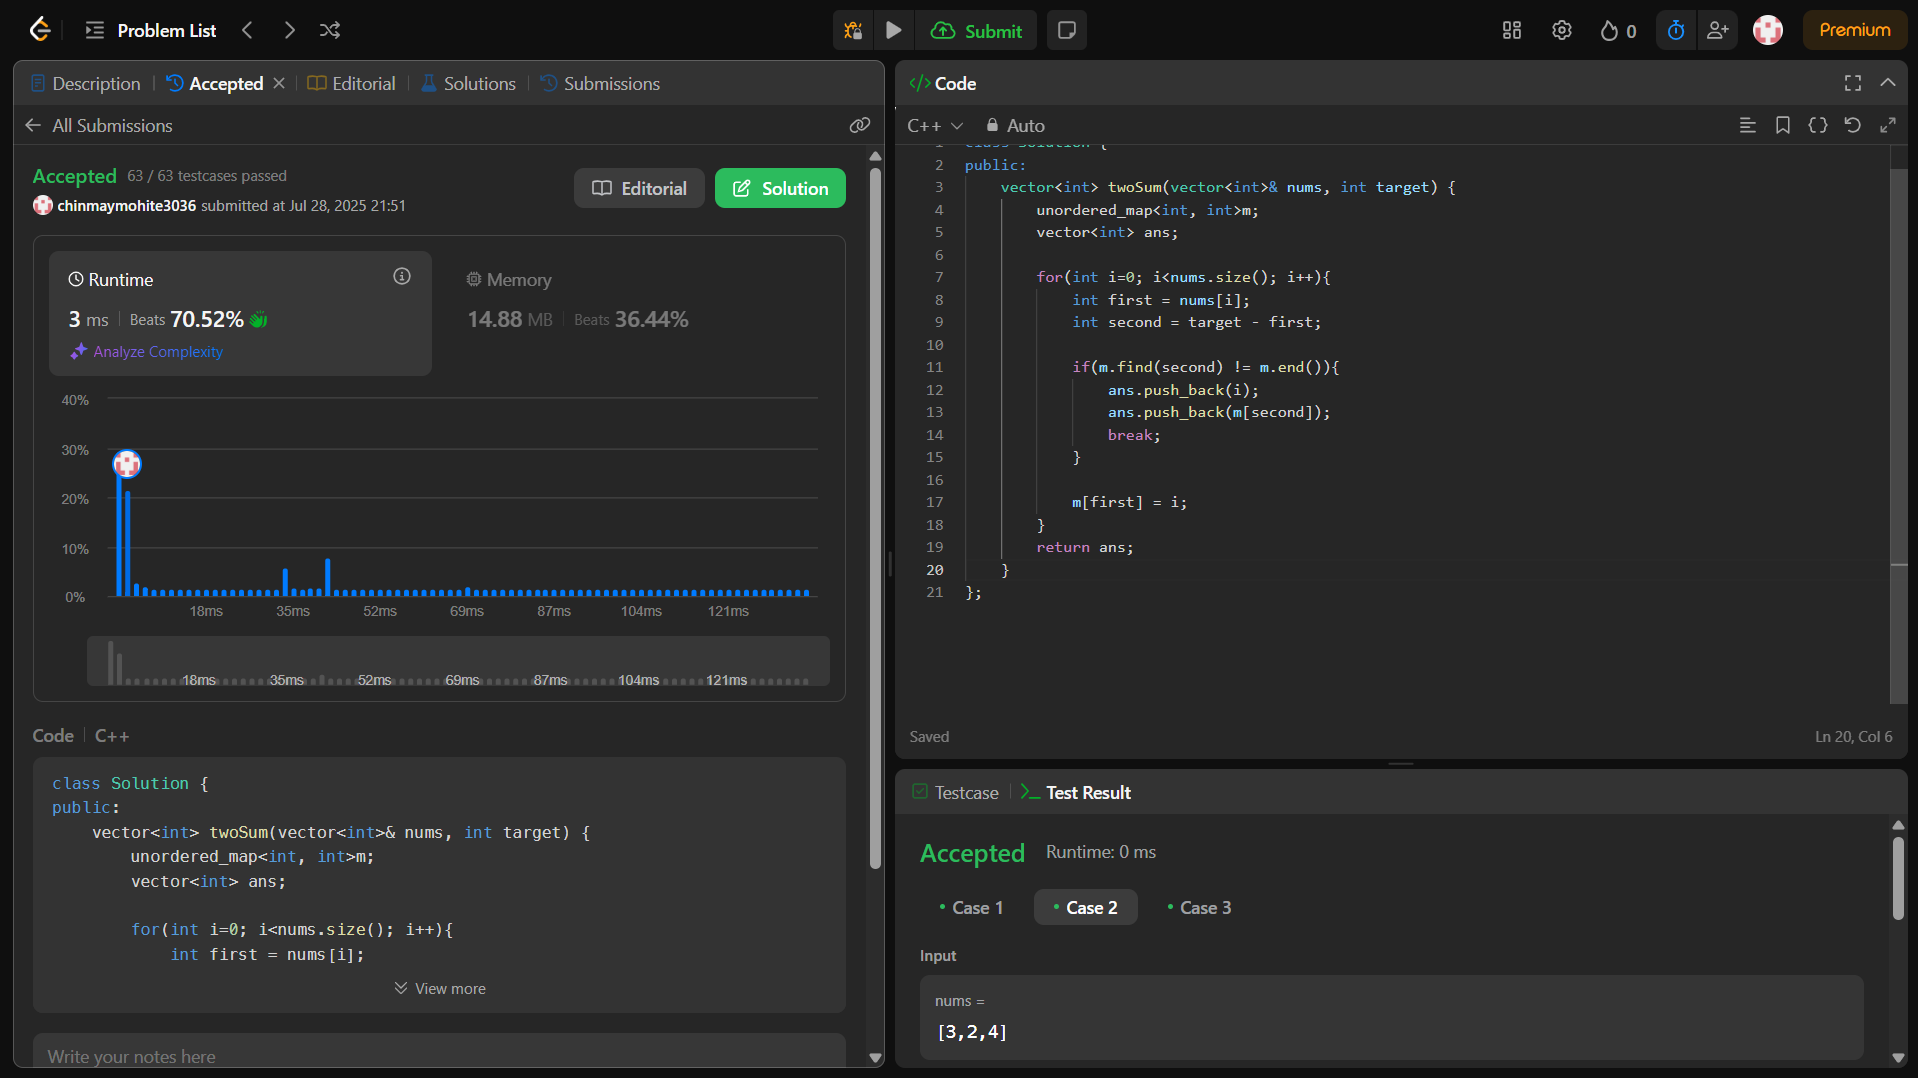 Problem List
Submit
0
Premium
Description
Accepted
Editorial
Solutions
Submissions
All Submissions
Accepted 63 / 63 testcases passed
chinmaymohite3036 submitted at Jul 28, 2025 21:51
Editorial
Solution
Runtime
3 ms Beats 70.52%
Analyze Complexity
Memory
14.88 MB Beats 36.44%
40%
30%
20%
10%
0%
18ms 35ms 52ms 69ms 87ms 104ms 121ms
18ms 35ms 52ms 69ms 87ms 104ms 121ms
Code C++
class Solution {
public:
    vector<int> twoSum(vector<int>& nums, int target) {
        unordered_map<int, int>m;
        vector<int> ans;
        for(int i=0; i<nums.size(); i++){
            int first = nums[i];
View more
Write your notes here
</> Code
C++ Auto
1 class Solution {
2 public:
3     vector<int> twoSum(vector<int>& nums, int target) {
4         unordered_map<int, int>m;
5         vector<int> ans;
6
7         for(int i=0; i<nums.size(); i++){
8             int first = nums[i];
9             int second = target - first;
10
11             if(m.find(second) != m.end()){
12                 ans.push_back(i);
13                 ans.push_back(m[second]);
14                 break;
15             }
16
17             m[first] = i;
18         }
19         return ans;
20     }
21 };
Saved
Ln 20, Col 6
Testcase
Test Result
Accepted Runtime: 0 ms
Case 1
Case 2
Case 3
Input
nums =
[3,2,4]